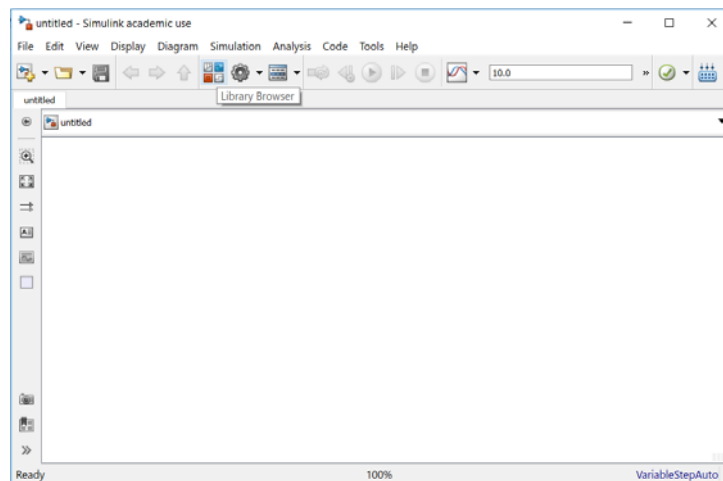 untitled - Simulink academic use
File Edit View Display Diagram Simulation Analysis Code Tools Help
10.0
»
Library Browser
untitled
untitled
A
»
Ready 100% VariableStepAuto